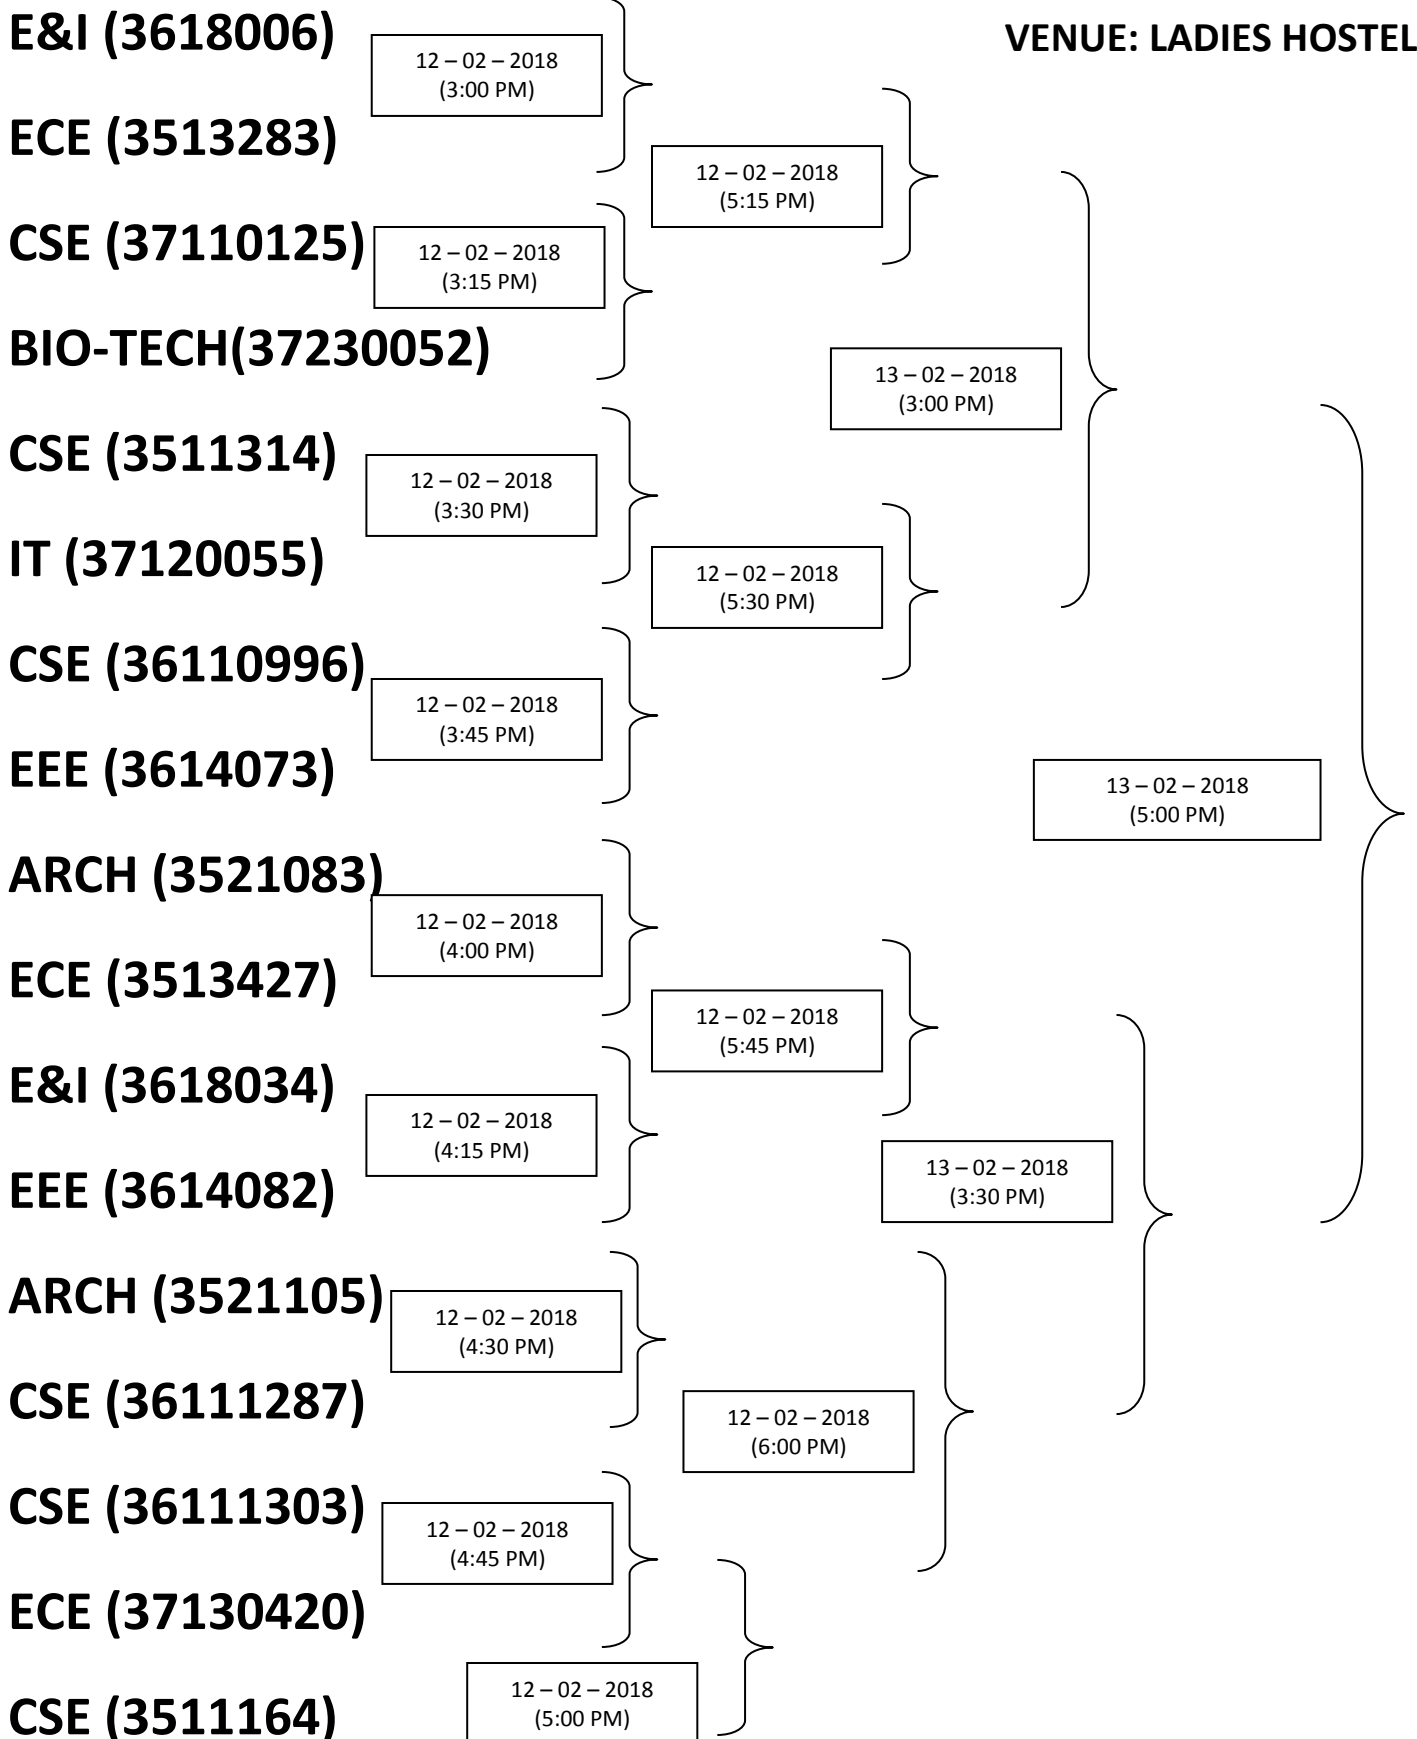 E&I (3618006)
VENUE: LADIES HOSTEL
12 – 02 – 2018
(3:00 PM)
ECE (3513283)
12 – 02 – 2018
(5:15 PM)
CSE (37110125)
12 – 02 – 2018
(3:15 PM)
BIO-TECH(37230052)
13 – 02 – 2018
(3:00 PM)
CSE (3511314)
12 – 02 – 2018
(3:30 PM)
IT (37120055)
12 – 02 – 2018
(5:30 PM)
CSE (36110996)
12 – 02 – 2018
(3:45 PM)
EEE (3614073)
13 – 02 – 2018
(5:00 PM)
ARCH (3521083)
12 – 02 – 2018
(4:00 PM)
ECE (3513427)
12 – 02 – 2018
(5:45 PM)
E&I (3618034)
12 – 02 – 2018
(4:15 PM)
EEE (3614082)
13 – 02 – 2018
(3:30 PM)
ARCH (3521105)
12 – 02 – 2018
(4:30 PM)
CSE (36111287)
12 – 02 – 2018
(6:00 PM)
CSE (36111303)
12 – 02 – 2018
(4:45 PM)
ECE (37130420)
12 – 02 – 2018
(5:00 PM)
CSE (3511164)